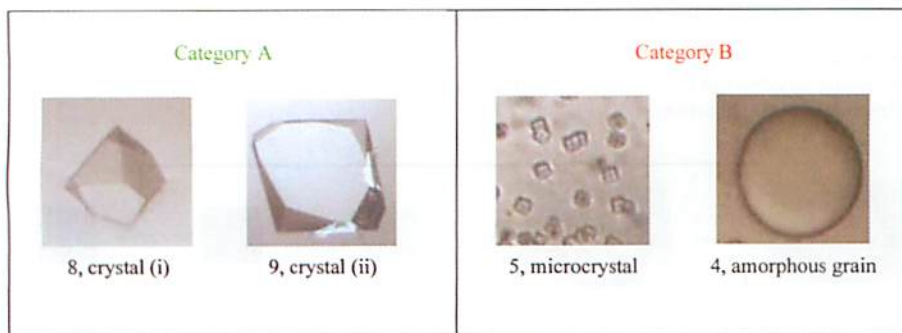 Category A
Category B
8, crystal (i)
9, crystal (ii)
5, microcrystal
4, amorphous grain